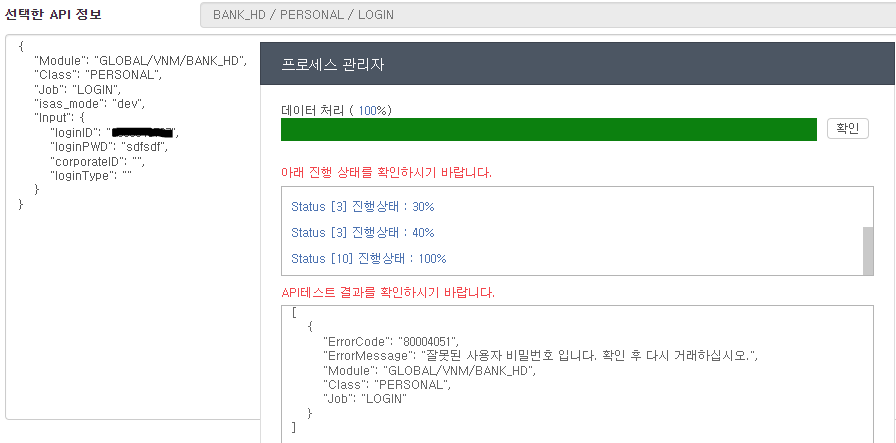 선택한 API 정보
BANK_HD / PERSONAL / LOGIN
{
"Module": "GLOBAL/VNM/BANK_HD",
"Class": "PERSONAL",
"Job": "LOGIN",
"isas_mode": "dev",
"Input": {
"loginID": "
"loginPWD": "sdfsdf",
"corporateID": "",
"loginType": ""
}
}
프로세스 관리자
데이터 처리 ( 100%)
확인
아래 진행 상태를 확인하시기 바랍니다.
Status [3] 진행상태 : 30%
Status [3] 진행상태 : 40%
Status [10] 진행상태 : 100%
API테스트 결과를 확인하시기 바랍니다.
[
{
"ErrorCode": "80004051",
"ErrorMessage": "잘못된 사용자 비밀번호 입니다. 확인 후 다시 거래하십시오.",
"Module": "GLOBAL/VNM/BANK_HD",
"Class": "PERSONAL",
"Job": "LOGIN"
}
]